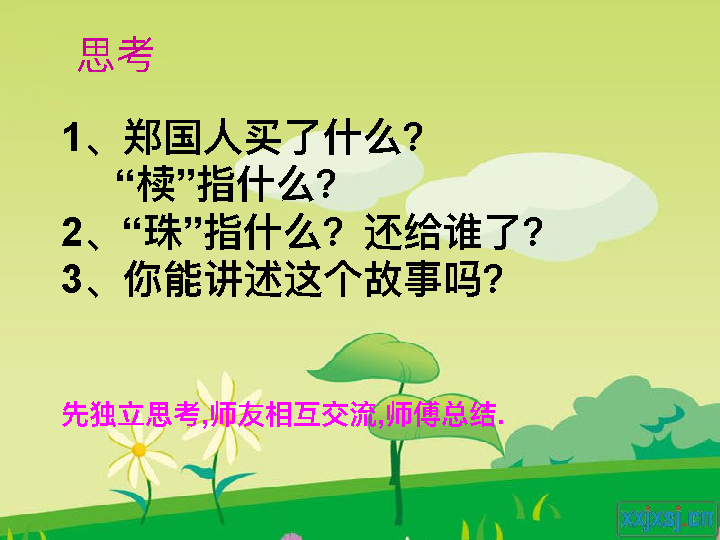 思考
1、郑国人买了什么?
“椟”指什么?
2、“珠”指什么? 还给谁了?
3、你能讲述这个故事吗?
先独立思考,师友相互交流,师傅总结.
xxjxsj.cn